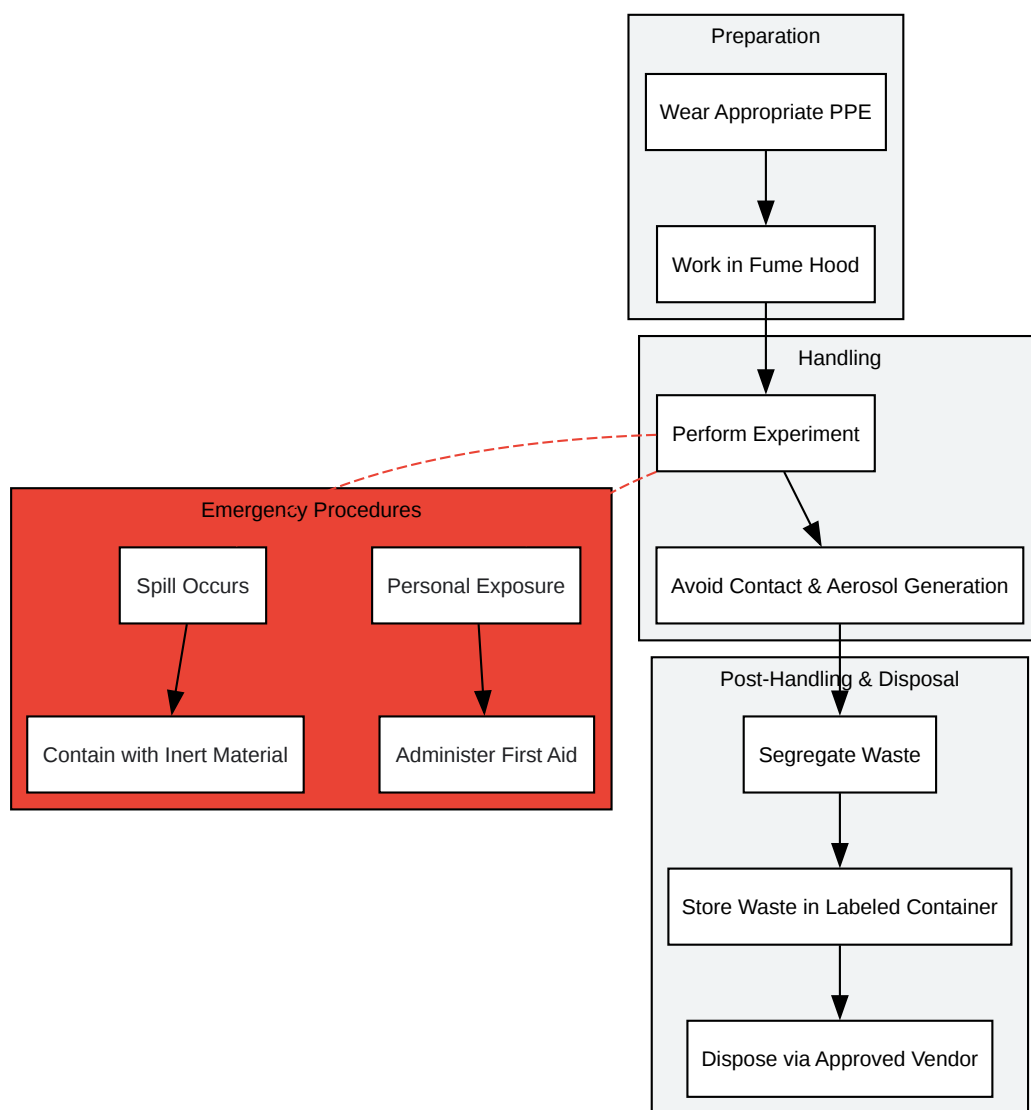 Preparation
Wear Appropriate PPE
Work in Fume Hood
Handling
Perform Experiment
Avoid Contact & Aerosol Generation
Emergency Procedures
Spill Occurs
Personal Exposure
Contain with Inert Material
Administer First Aid
Post-Handling & Disposal
Segregate Waste
Store Waste in Labeled Container
Dispose via Approved Vendor